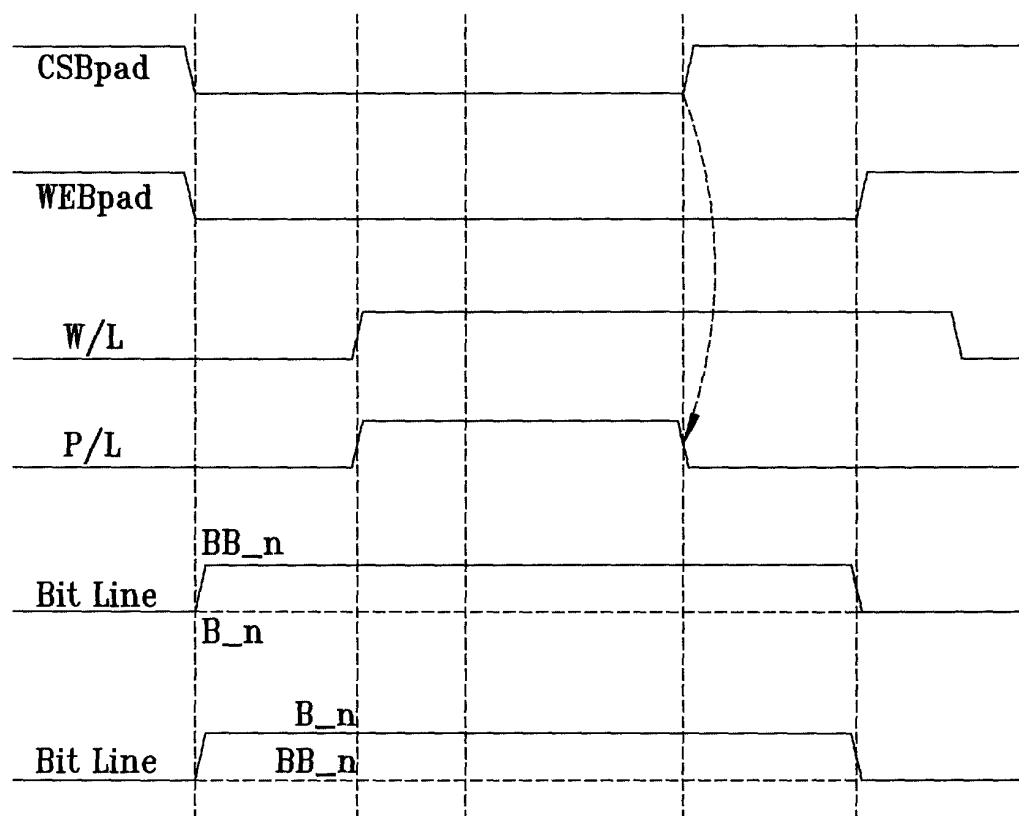 CSBpad
WEBpad
W/L
P/L
BB_n
Bit Line
B_n
B_n
Bit Line BB_n